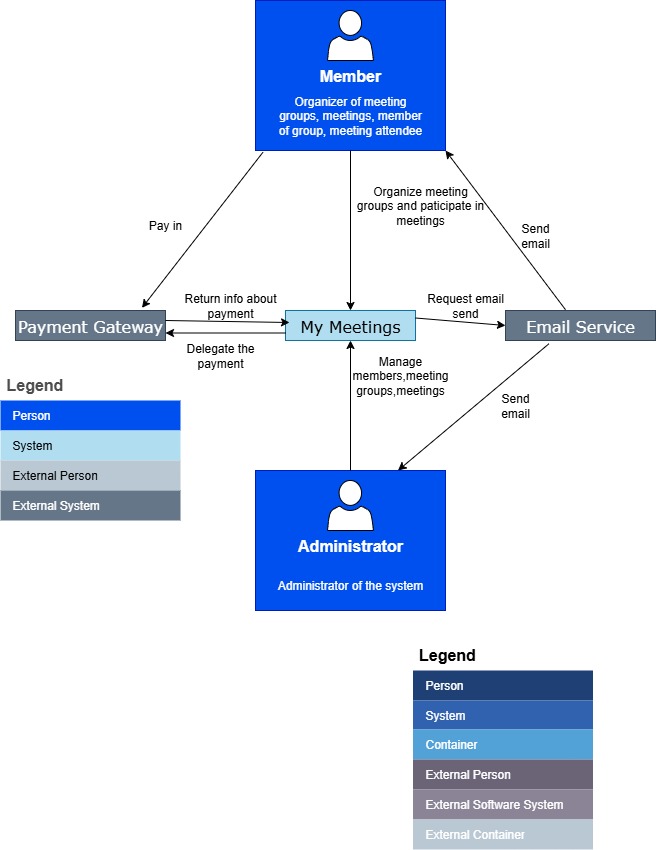 Member
Organizer of meeting
groups, meetings, member
of group, meeting attendee
Organize meeting
groups and paticipate in
meetings
Pay in
Send
email
Return info about
payment
Request email
send
Payment Gateway
My Meetings
Email Service
Delegate the
payment
Manage
members,meeting
groups,meetings
Send
email
Legend
Person
System
External Person
External System
Administrator
Administrator of the system
Legend
Person
System
Container
External Person
External Software System
External Container